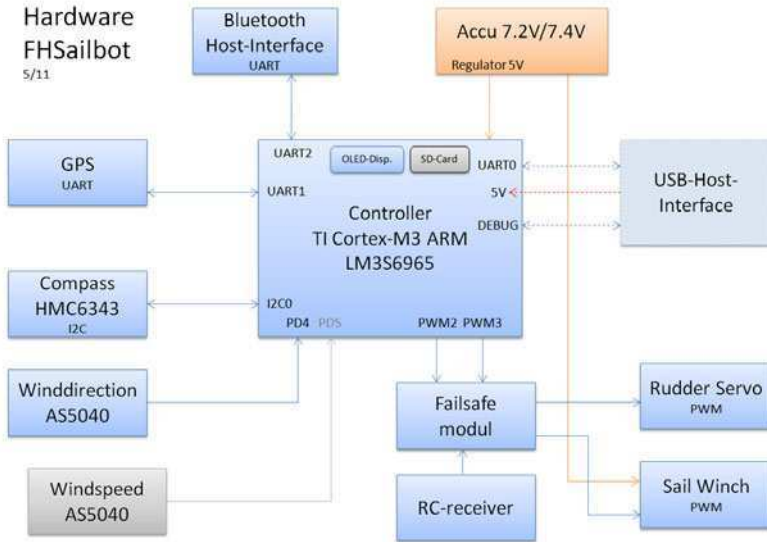 Hardware
FHSailbot
5/11
Bluetooth
Host-Interface
UART
Accu 7.2V/7.4V
Regulator 5V
GPS
UART
UART2
OLED-Disp.
SD-Card
UART0
UART1
5V
DEBUG
Controller
TI Cortex-M3 ARM
LM3S6965
USB-Host-
Interface
Compass
HMC6343
I2C
I2C0
PD4
PD5
PWM2
PWM3
Winddirection
AS5040
Failsafe
modul
Rudder Servo
PWM
Windspeed
AS5040
RC-receiver
Sail Winch
PWM